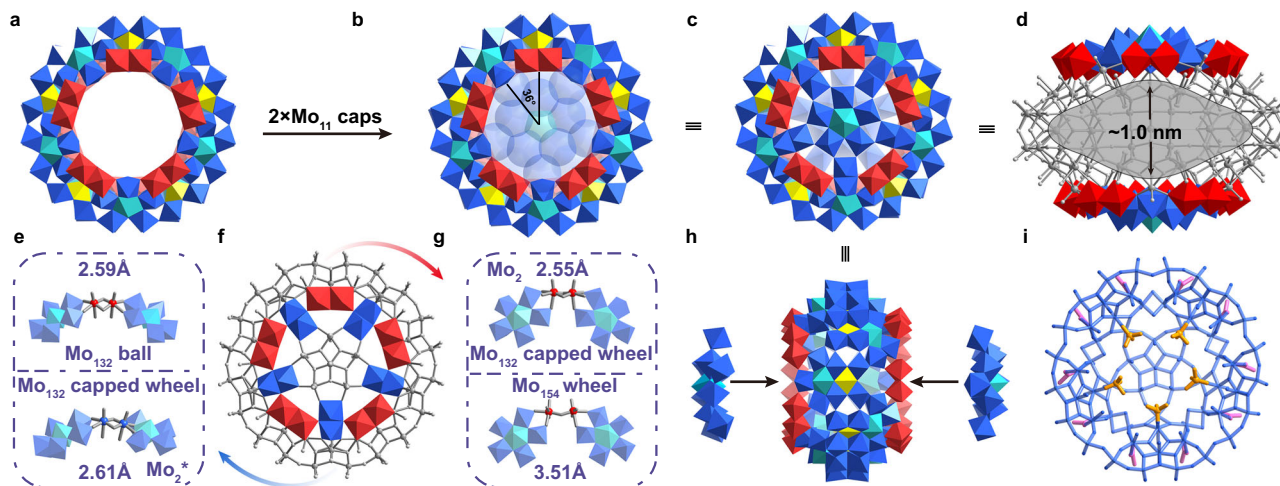 a
b
c
d
2×Mo₁₁ caps
36°
≡
≡
~1.0 nm
e
f
g
h
i
2.59Å
Mo₁₃₂ ball
Mo₁₃₂ capped wheel
2.61Å
Mo₂*
Mo₂
2.55Å
Mo₁₃₂ capped wheel
Mo₁₅₄ wheel
3.51Å
≡